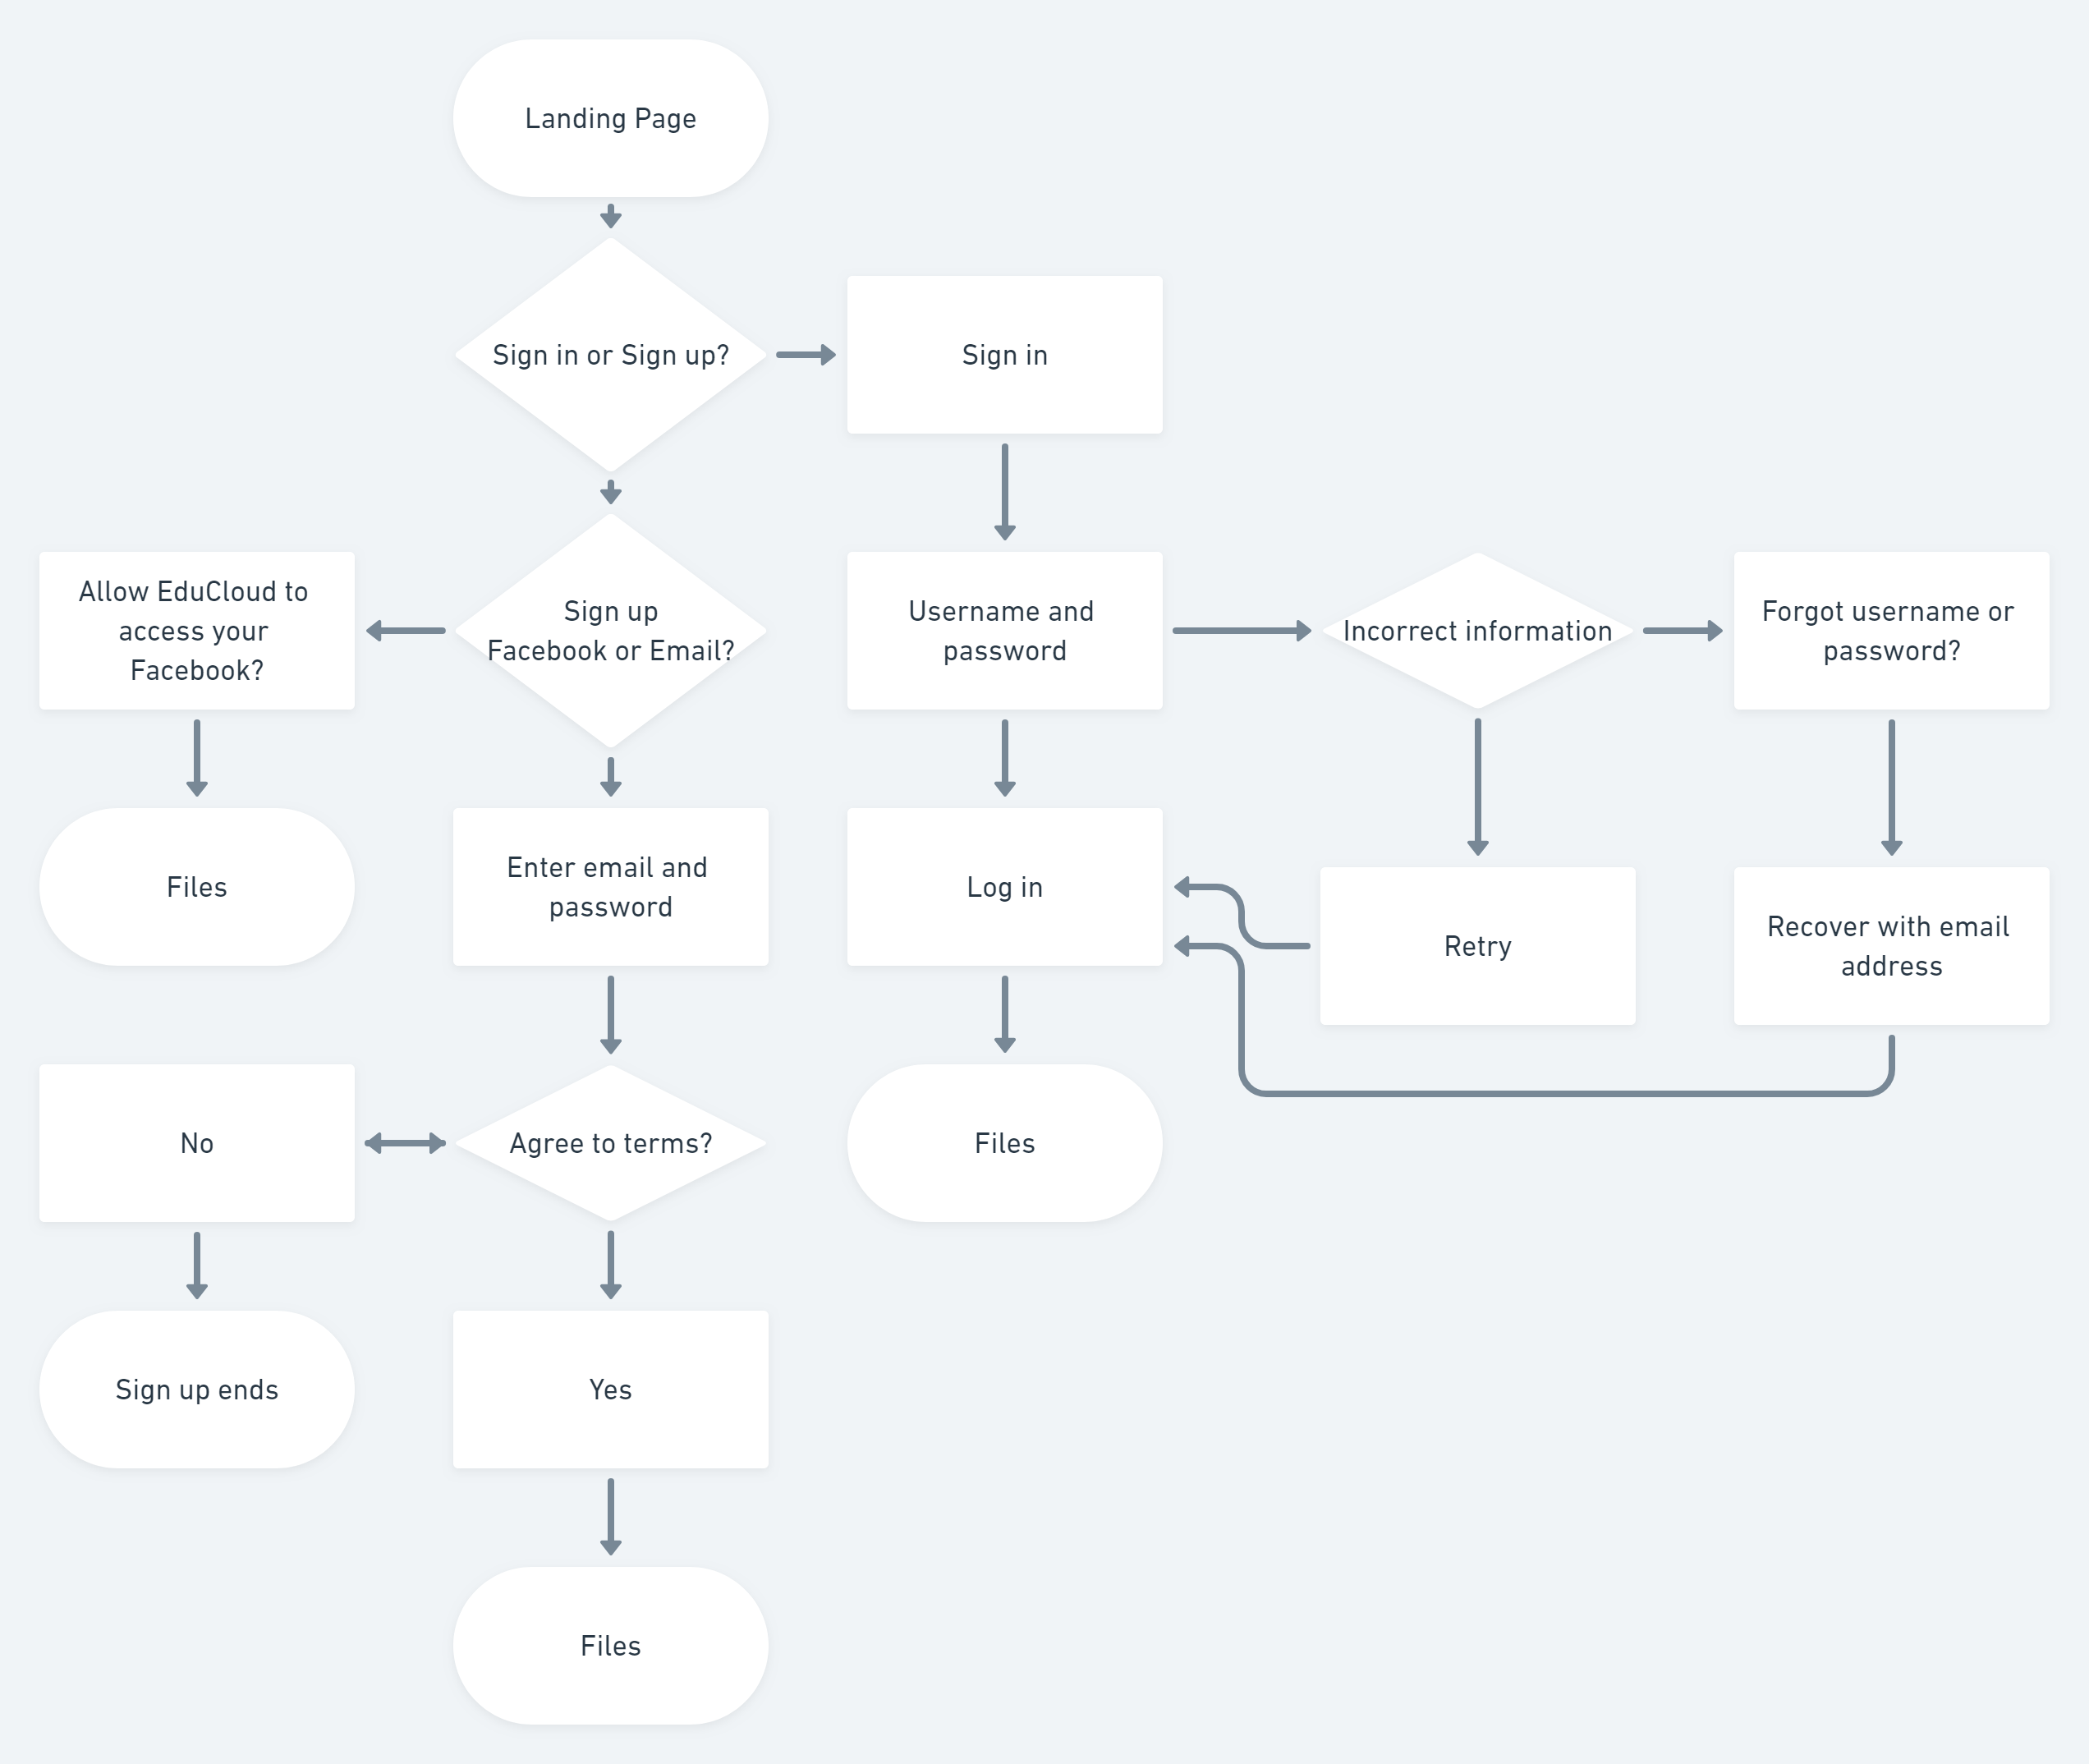 Landing Page
Sign in or Sign up?
Sign in
Allow EduCloud to
access your
Facebook?
Sign up
Facebook or Email?
Username and
password
Incorrect information
Forgot username or
password?
Files
Enter email and
password
Log in
Retry
Recover with email
address
No
Agree to terms?
Files
Sign up ends
Yes
Files